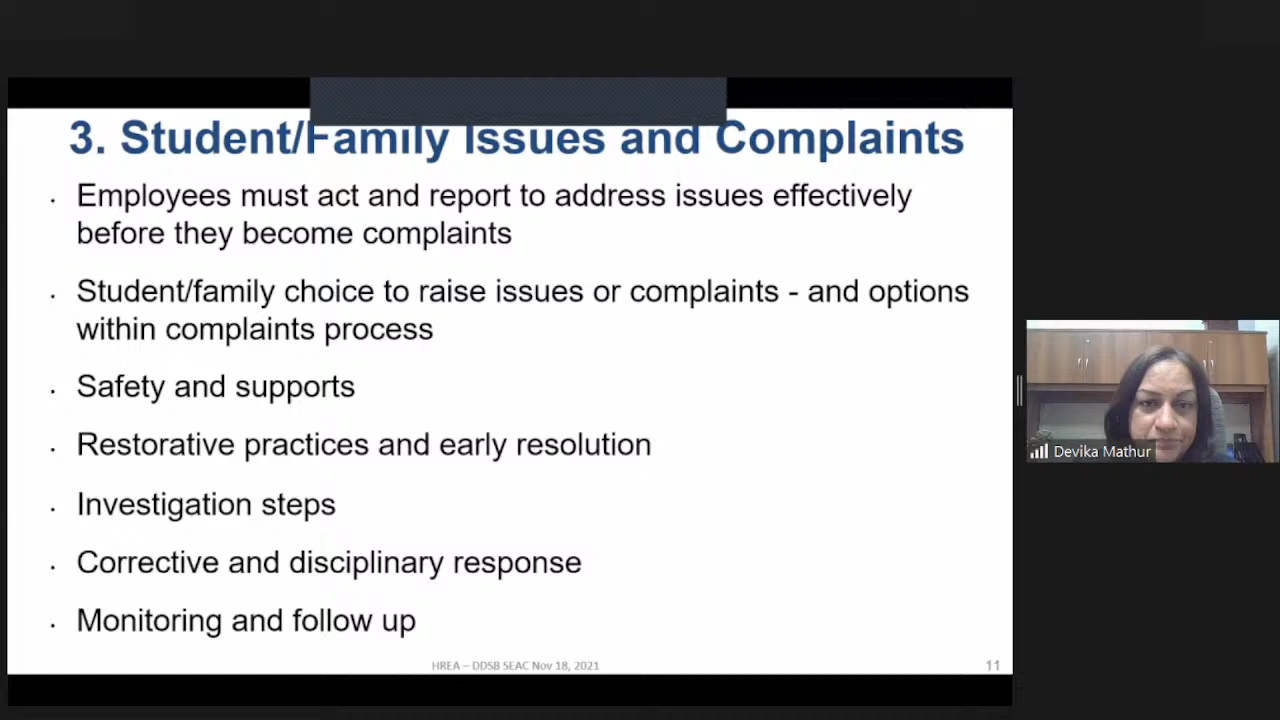 3. Student/Family Issues and Complaints
. Employees must act and report to address issues effectively
before they become complaints
. Student/family choice to raise issues or complaints - and options
within complaints process
. Safety and supports
. Restorative practices and early resolution
. Investigation steps
. Corrective and disciplinary response
. Monitoring and follow up
HREA – DDSB SEAC Nov 18, 2021
11
Devika Mathur